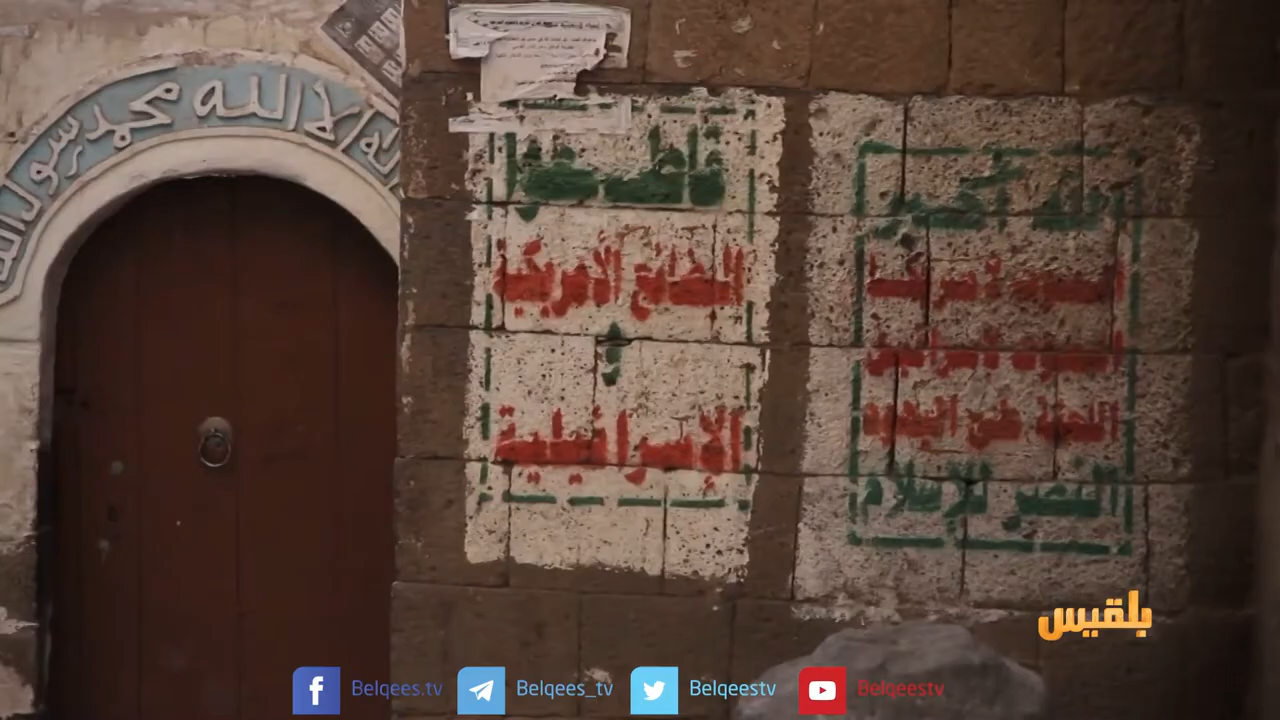 لا إله إلا الله محمد رسول الله
قاطعوا
البضائع الأمريكية
و
الإسرائيلية
الله أكبر
الموت لأمريكا
الموت لإسرائيل
اللعنة على اليهود
النصر للإسلام
بلقيس
Belqees.tv
Belqees_tv
Belqeestv
Belqeestv